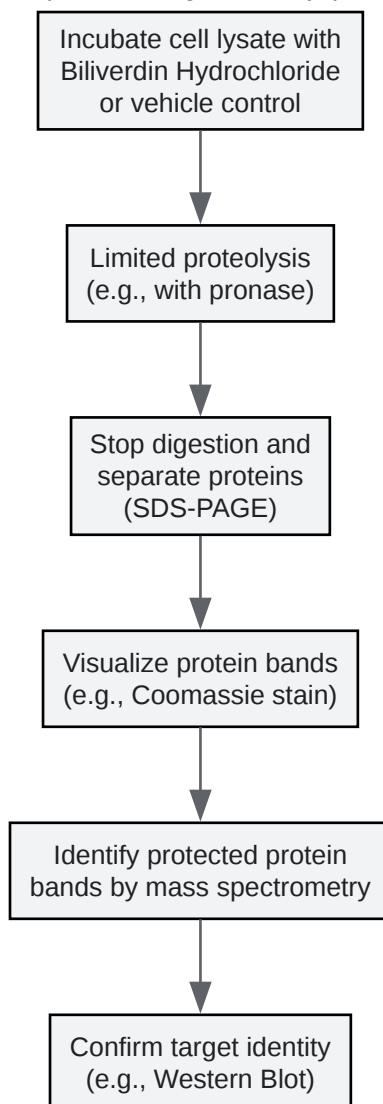 Incubate cell lysate with
Biliverdin Hydrochloride
or vehicle control
Limited proteolysis
(e.g., with pronase)
Stop digestion and
separate proteins
(SDS-PAGE)
Visualize protein bands
(e.g., Coomassie stain)
Identify protected protein
bands by mass spectrometry
Confirm target identity
(e.g., Western Blot)